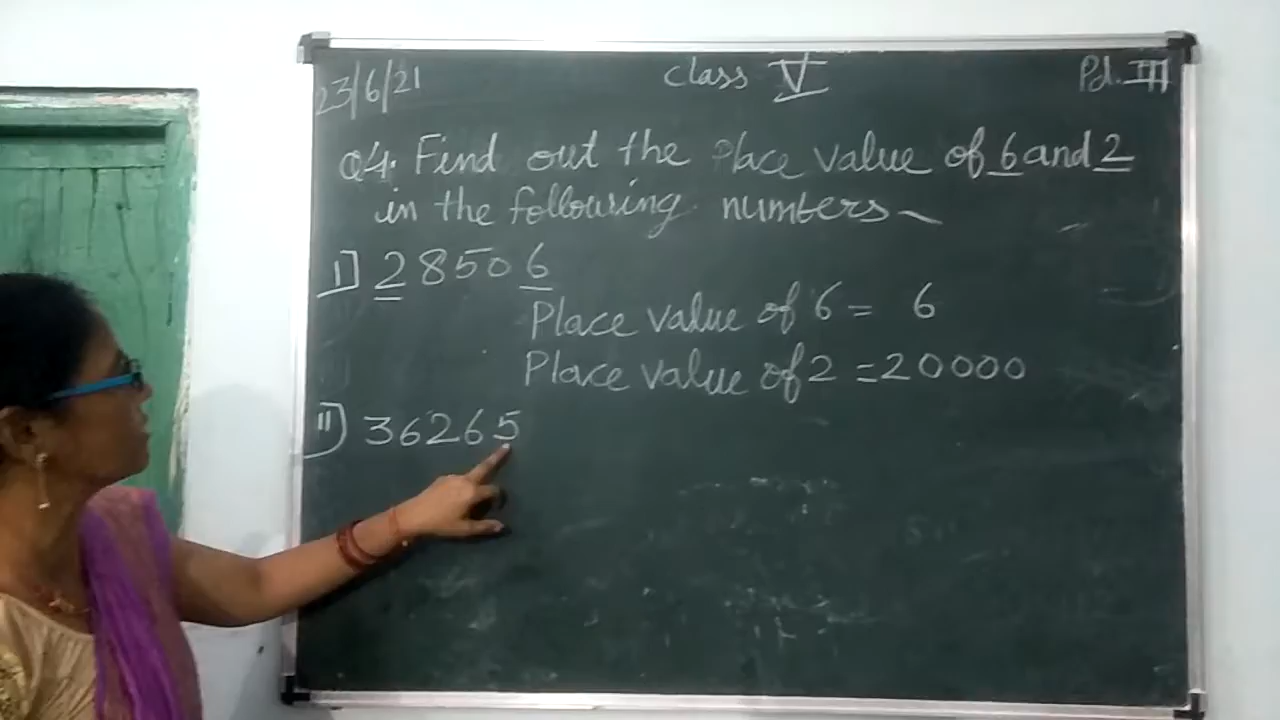 23/6/21 Class V Pd. III
Q4. Find out the place value of 6 and 2
in the following numbers~
I] 28506
Place value of 6 = 6
Place value of 2 = 20000
II] 36265